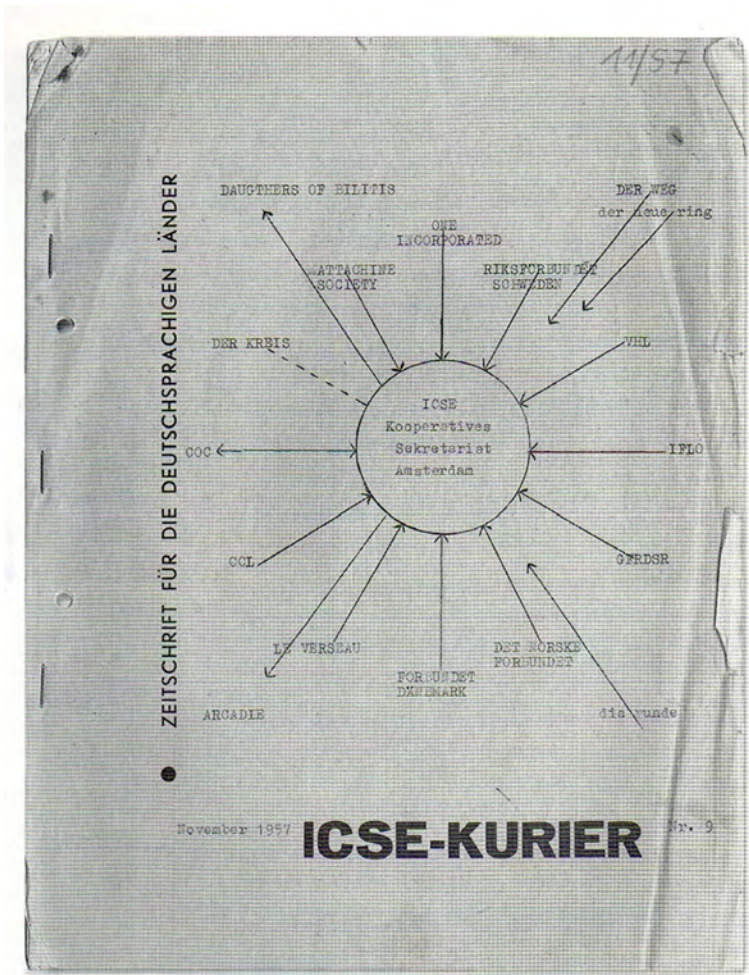 11/57
ZEITSCHRIFT FÜR DIE DEUTSCHSPRACHIGEN LÄNDER
DAUGTHERS OF BILITIS
DER WEG
der neue ring
ONE
INCORPORATED
MATTACHINE
SOCIETY
RIKSFORBUNDET
SCHWEDEN
DER KREIS
VHL
ICSE
Kooperatives
Sekretariat
Amsterdam
COC
IFLO
CCL
GFRDSR
LE VERSEAU
DET NORSKE
FORBUNDET
FORBUNDET
DÄNEMARK
ARCADIE
die runde
November 1957
ICSE-KURIER
Nr. 9